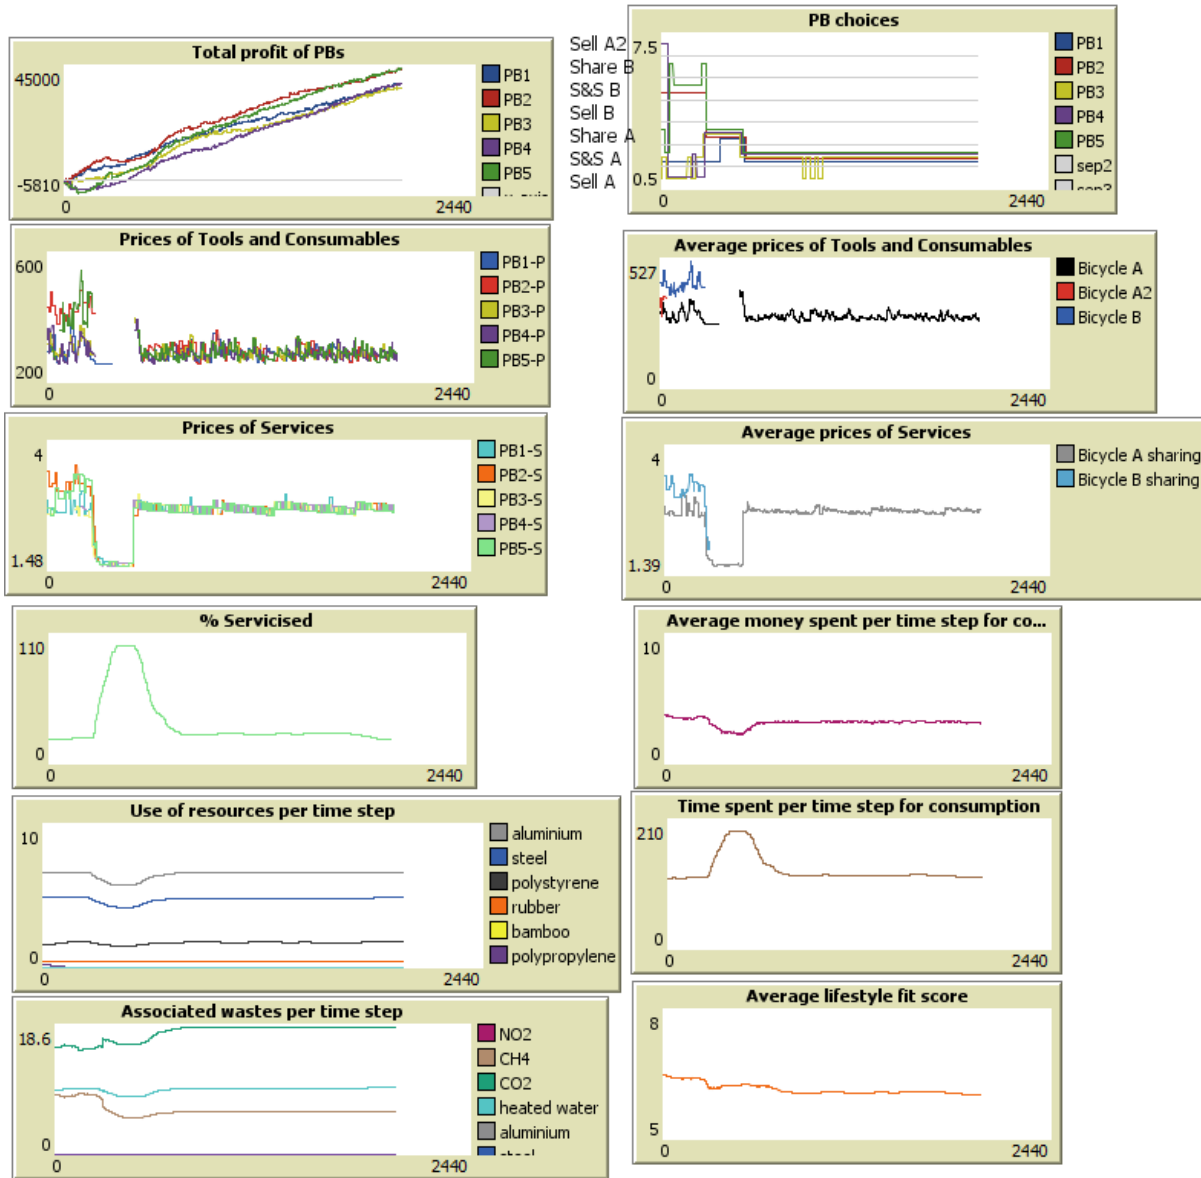 Total profit of PBs
45000
-5810
0
2440
PB1
PB2
PB3
PB4
PB5
PB choices
Sell A2
Share B
S&S B
Sell B
Share A
S&S A
Sell A
7.5
0.5
0
2440
PB1
PB2
PB3
PB4
PB5
sep2
sep3
Prices of Tools and Consumables
600
200
0
2440
PB1-P
PB2-P
PB3-P
PB4-P
PB5-P
Average prices of Tools and Consumables
527
0
0
2440
Bicycle A
Bicycle A2
Bicycle B
Prices of Services
4
1.48
0
2440
PB1-S
PB2-S
PB3-S
PB4-S
PB5-S
Average prices of Services
4
1.39
0
2440
Bicycle A sharing
Bicycle B sharing
% Servicised
110
0
0
2440
Average money spent per time step for co...
10
0
0
2440
Use of resources per time step
10
0
0
2440
aluminium
steel
polystyrene
rubber
bamboo
polypropylene
Time spent per time step for consumption
210
0
0
2440
Associated wastes per time step
18.6
0
0
2440
NO2
CH4
CO2
heated water
aluminium
steel
Average lifestyle fit score
8
5
0
2440